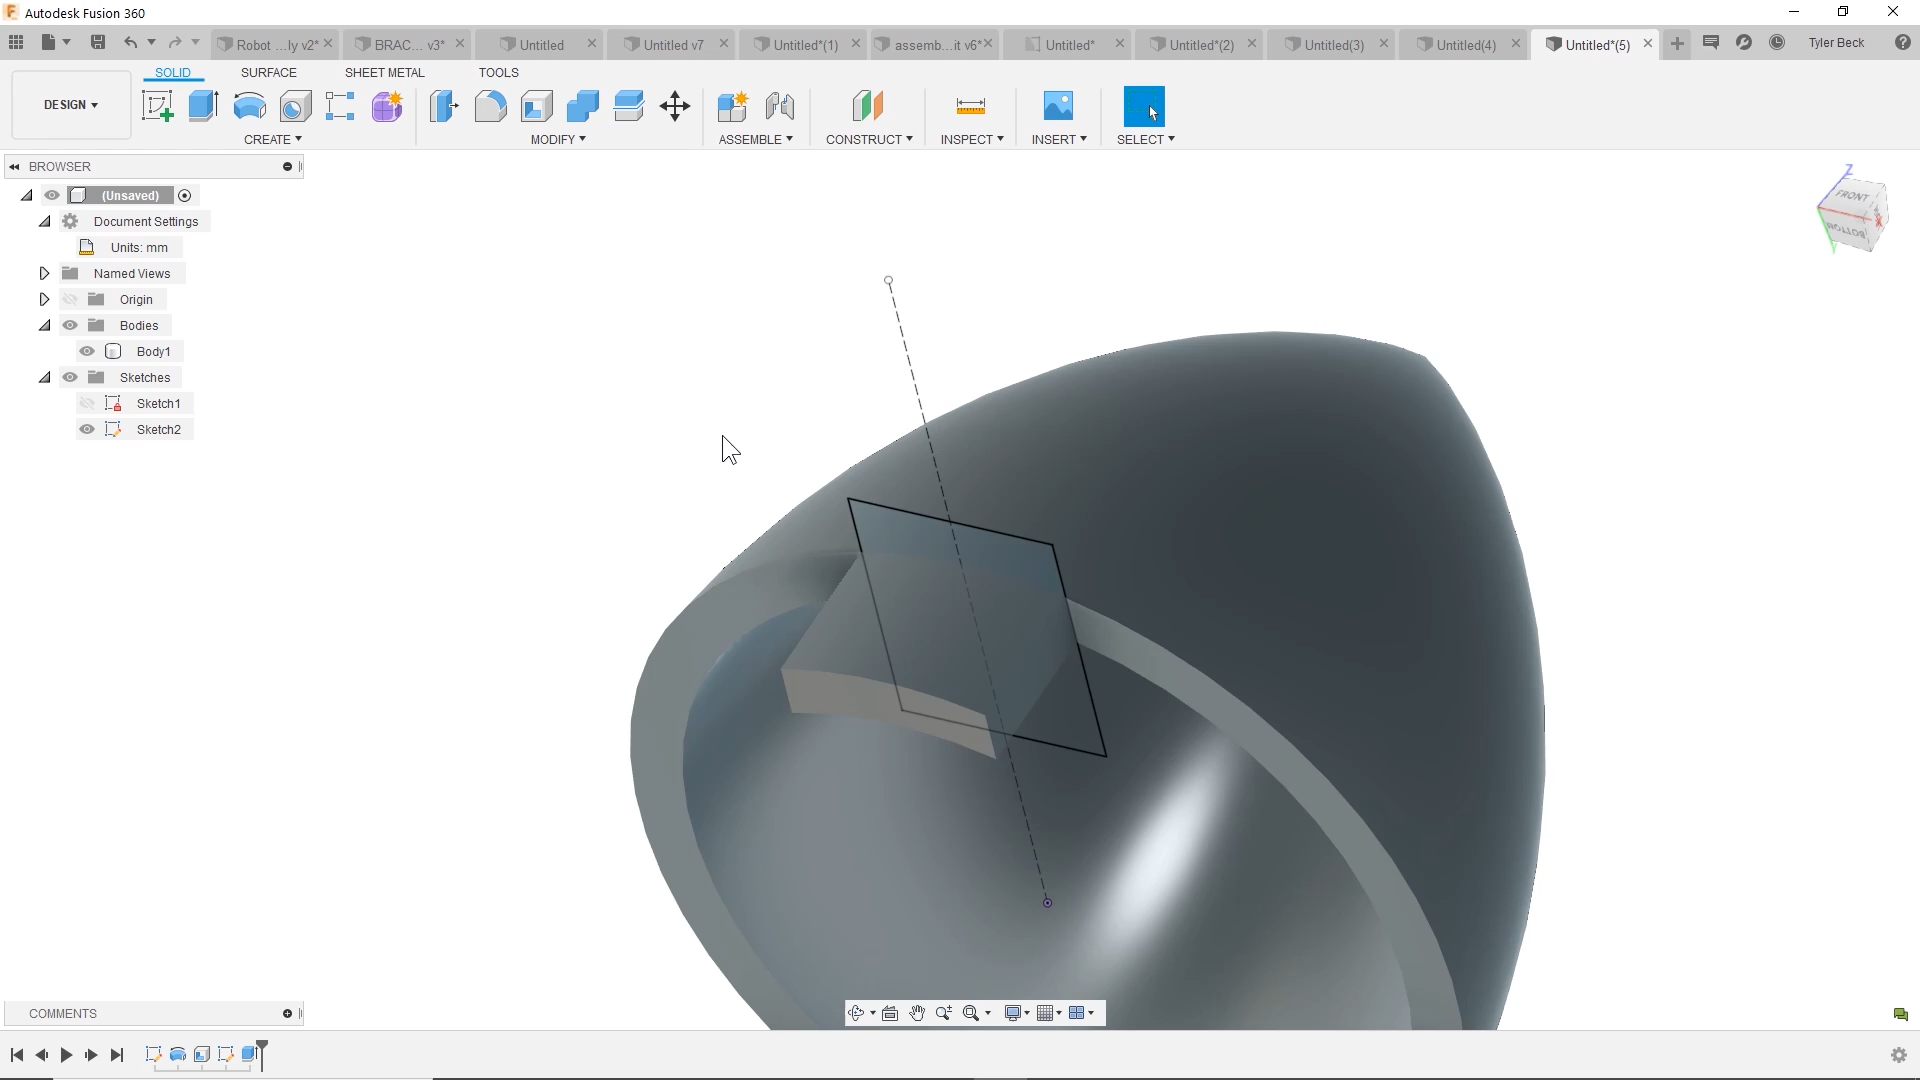 Autodesk Fusion 360
Robot ...ly v2*
BRAC... v3*
Untitled
Untitled v7
Untitled*(1)
assemb...it v6*
Untitled*
Untitled*(2)
Untitled(3)
Untitled(4)
Untitled*(5)
Tyler Beck
SOLID
SURFACE
SHEET METAL
TOOLS
DESIGN
CREATE
MODIFY
ASSEMBLE
CONSTRUCT
INSPECT
INSERT
SELECT
BROWSER
(Unsaved)
Document Settings
Units: mm
Named Views
Origin
Bodies
Body1
Sketches
Sketch1
Sketch2
Z
FRONT
X
BOTTOM
Y
COMMENTS